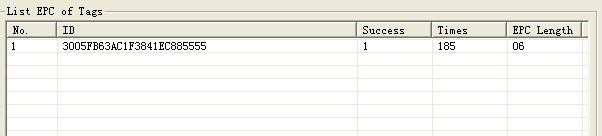 List EPC of Tags
No. ID Success Times EPC Length
1 3005FB63AC1F3841EC885555 1 185 06